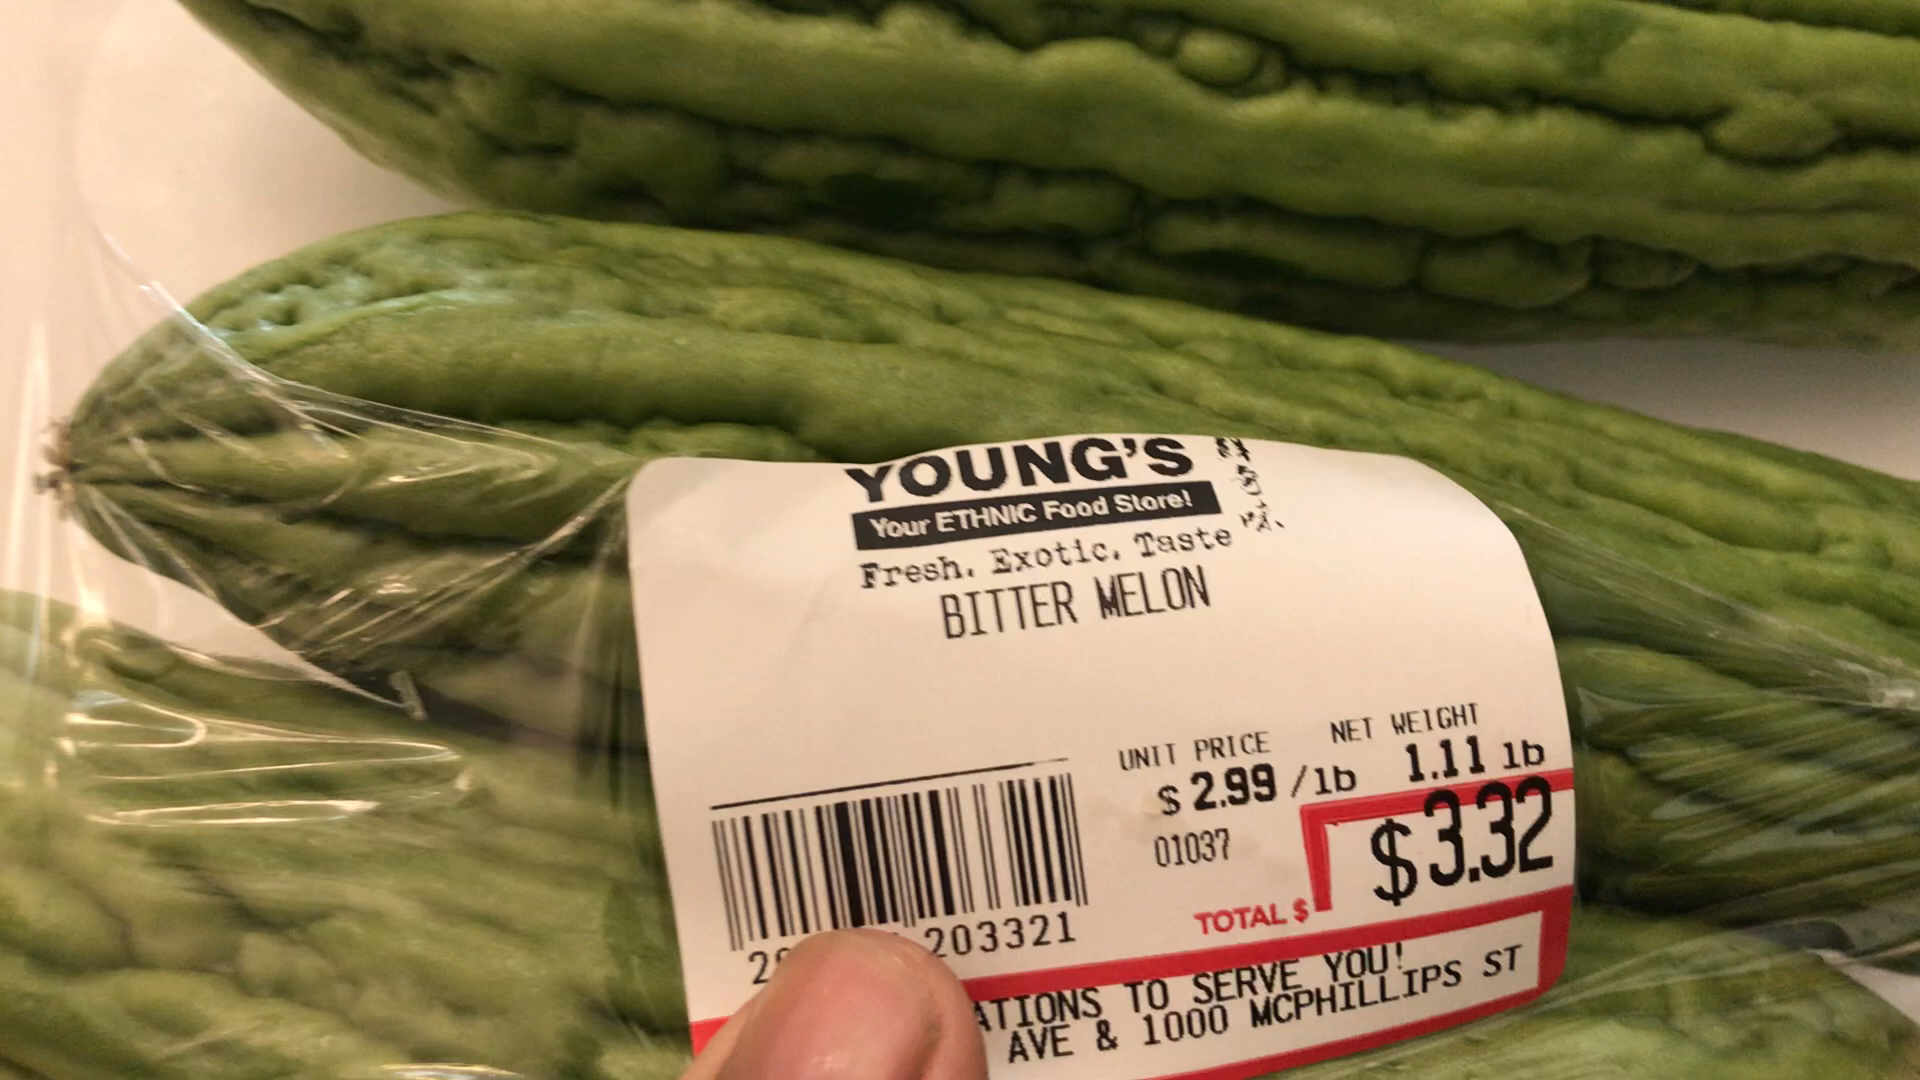 YOUNG'S
Your ETHNIC Food Store!
Fresh. Exotic. Taste
BITTER MELON
UNIT PRICE
$ 2.99 /lb
NET WEIGHT
1.11 lb
01037
TOTAL $
$3.32
203321
TO SERVE YOU!
AVE & 1000 MCPHILLIPS ST